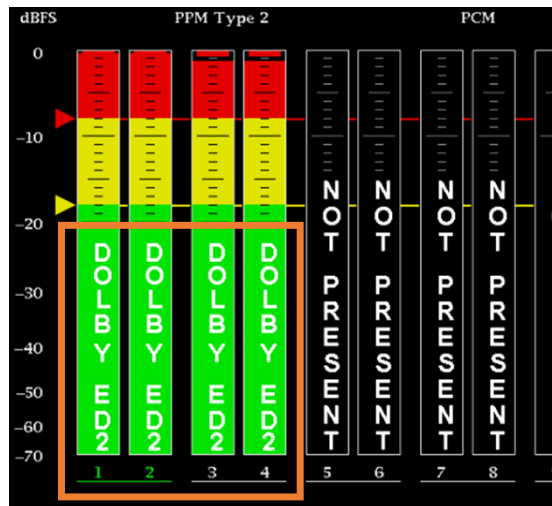 dBFS PPM Type 2 PCM
0
-10
-20
-30
-40
-50
-60
-70
DOLBY ED2
DOLBY ED2
DOLBY ED2
DOLBY ED2
NOT PRESENT
NOT PRESENT
NOT PRESENT
NOT PRESENT
1 2 3 4 5 6 7 8